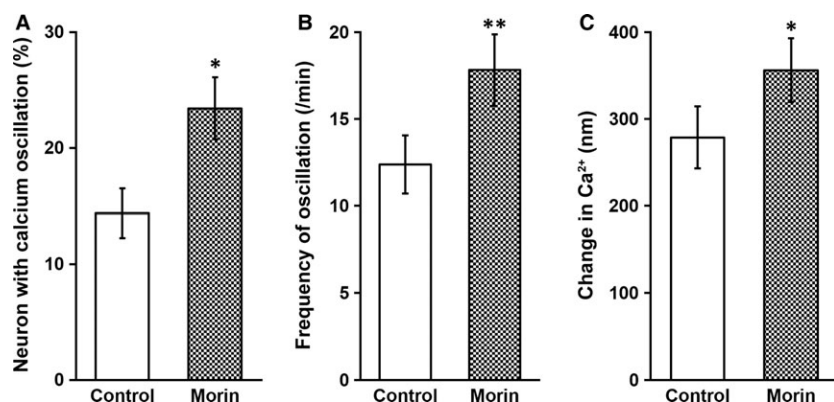 A
Neuron with calcium oscillation (%)
30
20
10
0
*
Control
Morin
B
Frequency of oscillation (/min)
20
15
10
5
0
**
Control
Morin
C
Change in Ca²⁺ (nm)
400
300
200
100
0
*
Control
Morin